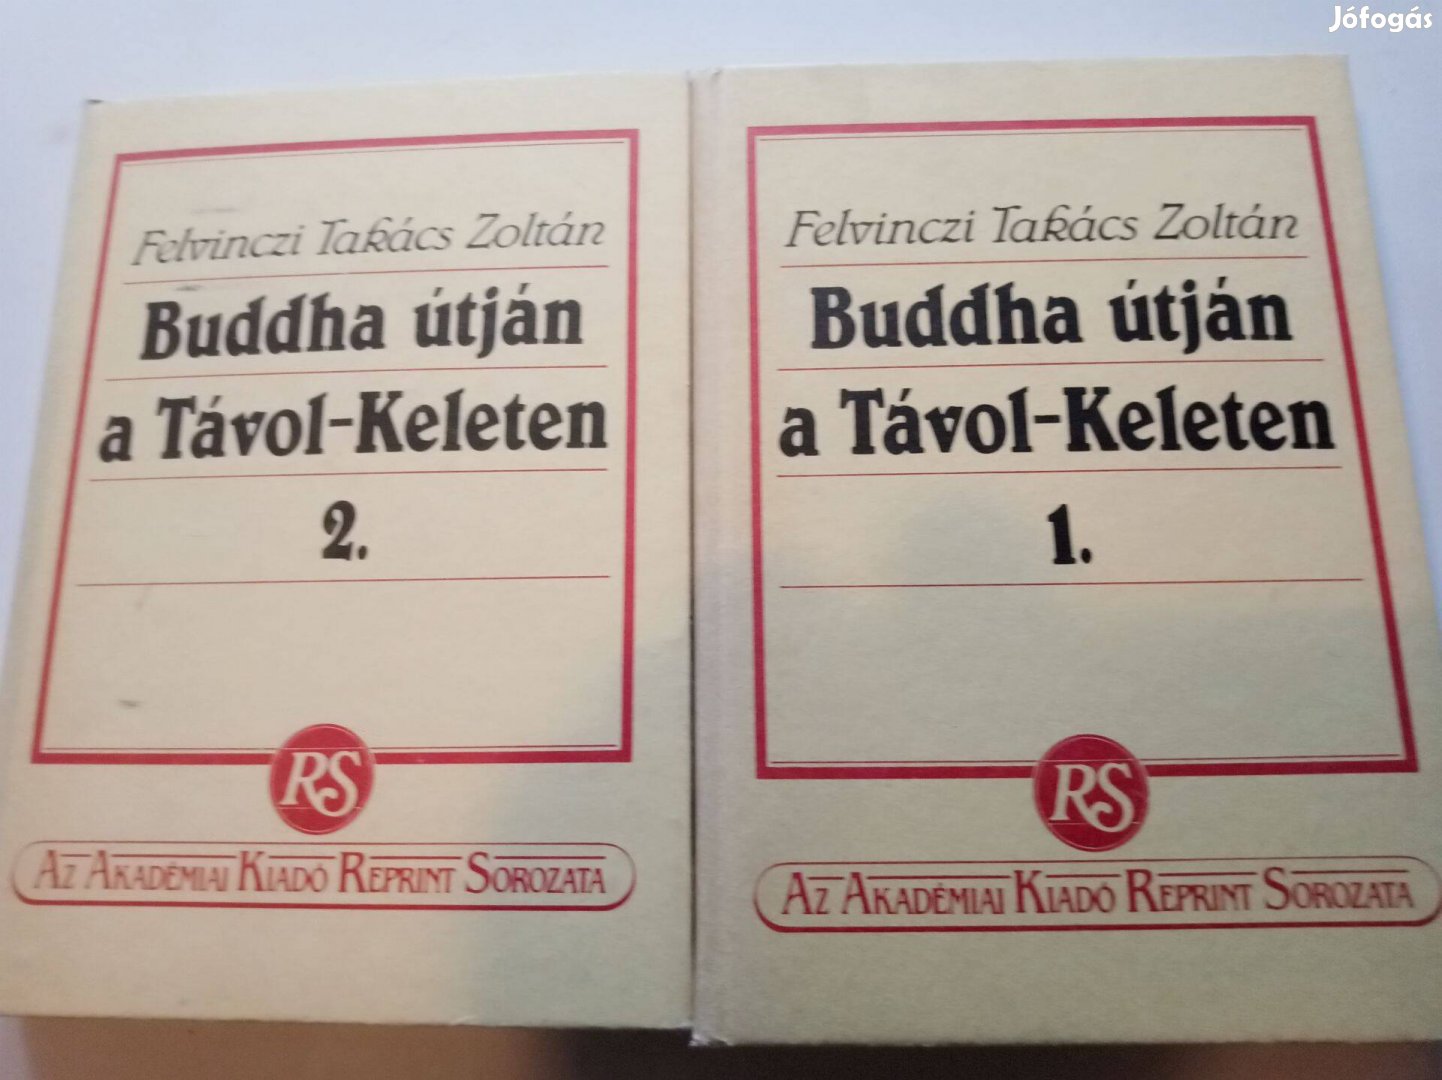 Jófogás
Felvinczi Takács Zoltán
Buddha útján
a Távol-Keleten
2.
RS
Az Akadémiai Kiadó Reprint Sorozata
Felvinczi Takács Zoltán
Buddha útján
a Távol-Keleten
1.
RS
Az Akadémiai Kiadó Reprint Sorozata